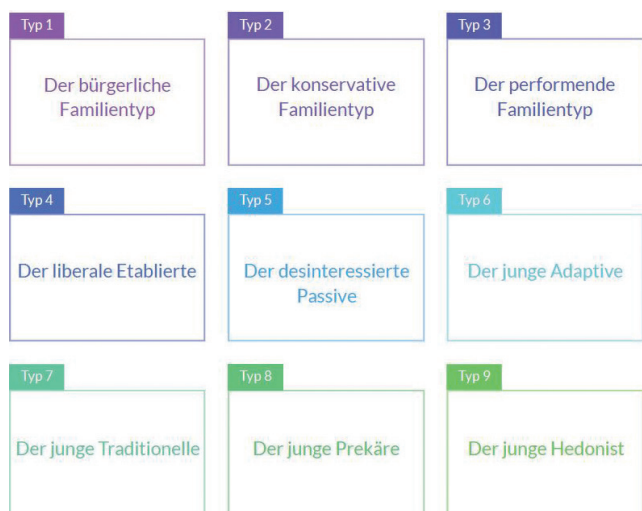 Typ 1
Der bürgerliche
Familientyp
Typ 2
Der konservative
Familientyp
Typ 3
Der performende
Familientyp
Typ 4
Der liberale Etablierte
Typ 5
Der desinteressierte
Passive
Typ 6
Der junge Adaptive
Typ 7
Der junge Traditionelle
Typ 8
Der junge Prekäre
Typ 9
Der junge Hedonist